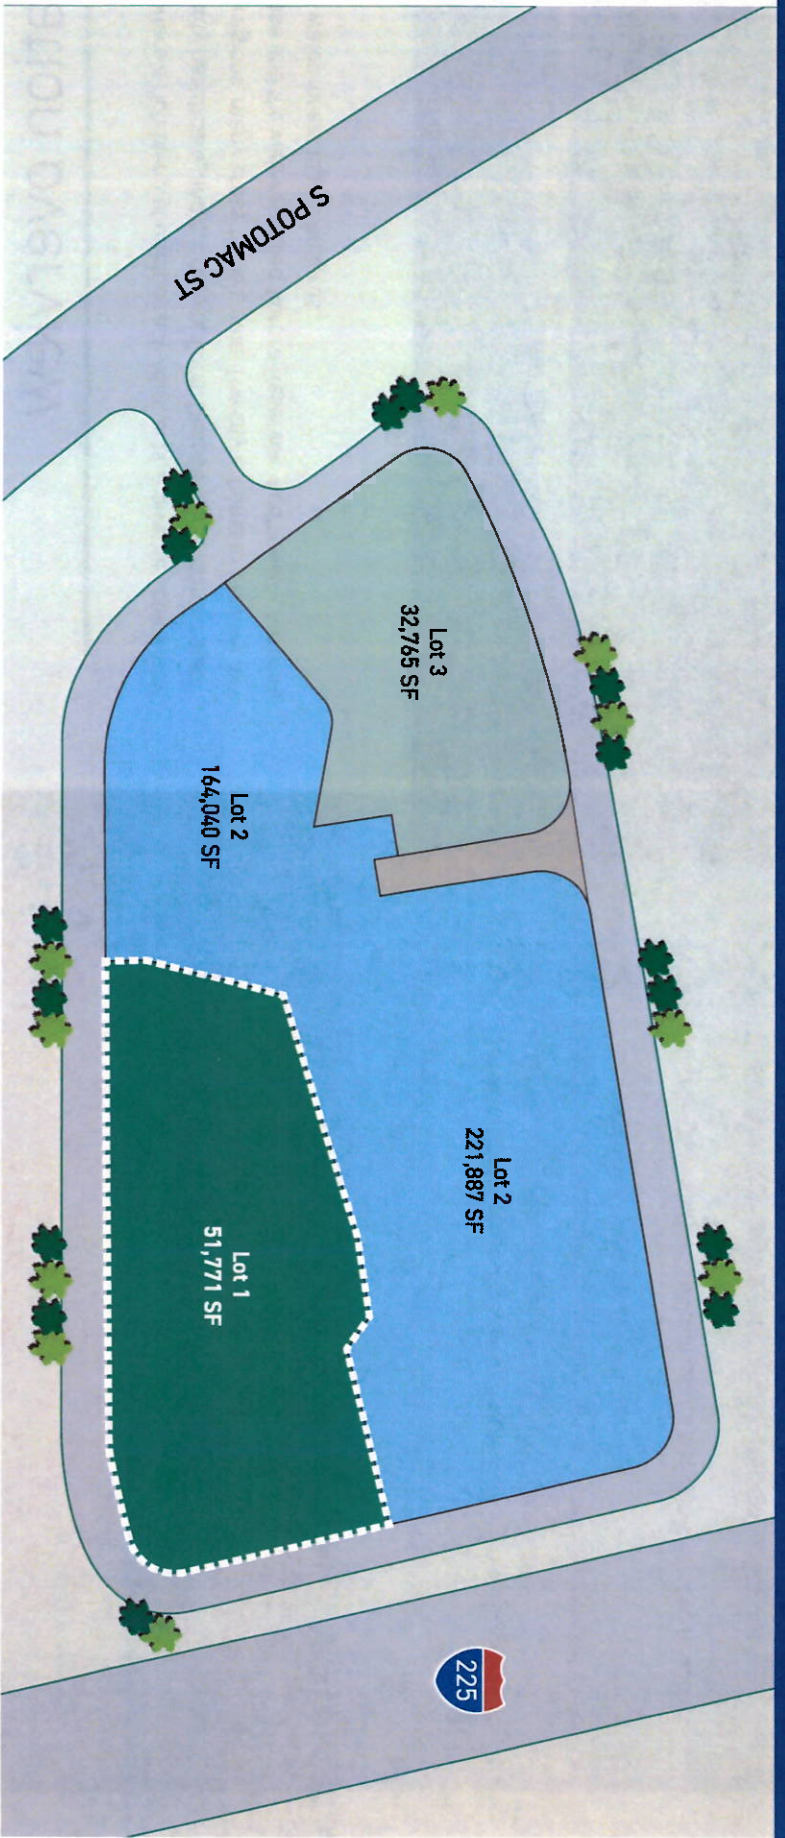 S POTOMAC ST
Lot 3
32,765 SF
Lot 2
164,040 SF
Lot 2
221,887 SF
Lot 1
51,771 SF
225